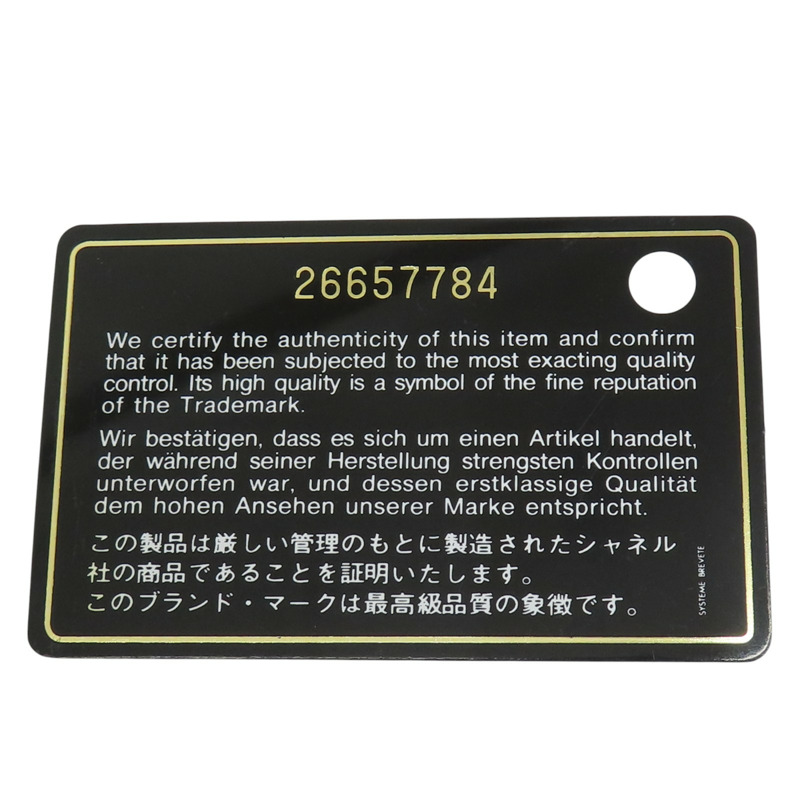 26657784
We certify the authenticity of this item and confirm
that it has been subjected to the most exacting quality
control. Its high quality is a symbol of the fine reputation
of the Trademark.
Wir bestätigen, dass es sich um einen Artikel handelt,
der während seiner Herstellung strengsten Kontrollen
unterworfen war, und dessen erstklassige Qualität
dem hohen Ansehen unserer Marke entspricht.
この製品は厳しい管理のもとに製造されたシャネル
社の商品であることを証明いたします。
このブランド・マークは最高級品質の象徴です。
SYSTEME BREVETE